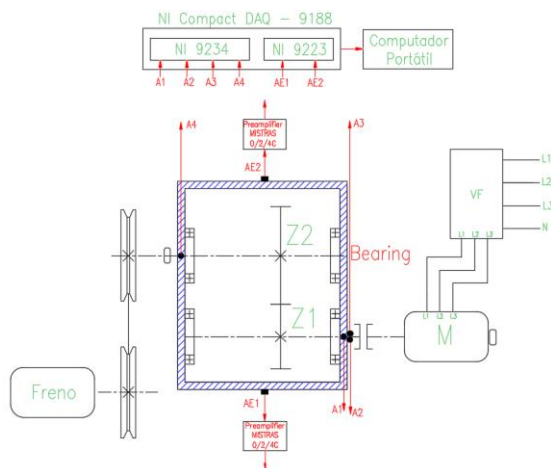 NI Compact DAQ - 9188
NI 9234
NI 9223
Computador
Portátil
A1
A2
A3
A4
AE1
AE2
A4
Preamplifier
MISTRAS
0/2/4C
A3
AE2
L1
L2
L3
N
VF
L1
L2
L3
Z2
Bearing
L1
L2
L3
Z1
M
Freno
AE1
A1
A2
Preamplifier
MISTRAS
0/2/4C